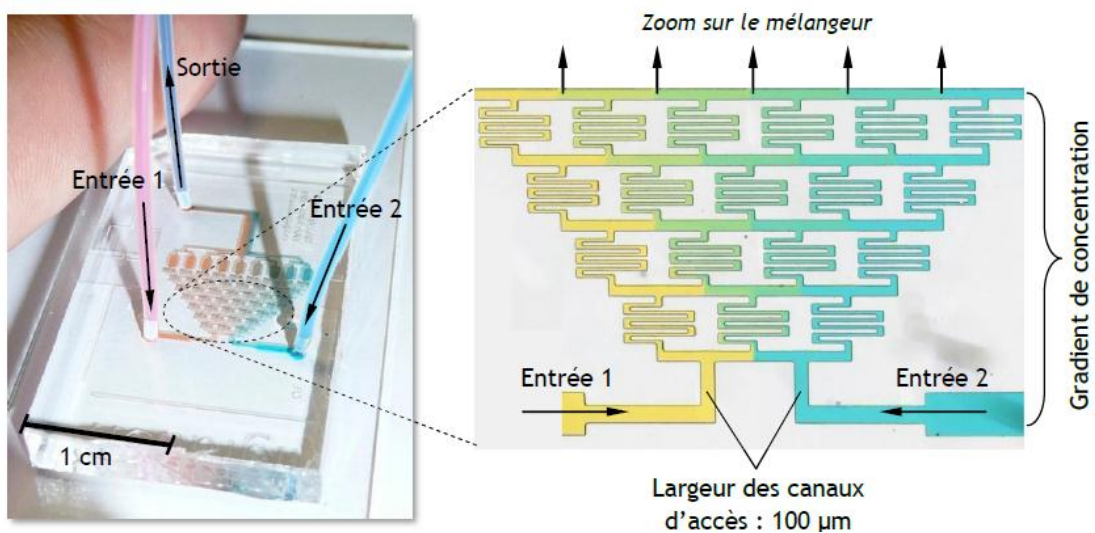 Zoom sur le mélangeur
Sortie
Entrée 1
Entrée 2
1 cm
Entrée 1
Entrée 2
Gradient de concentration
Largeur des canaux
d'accès : 100 µm